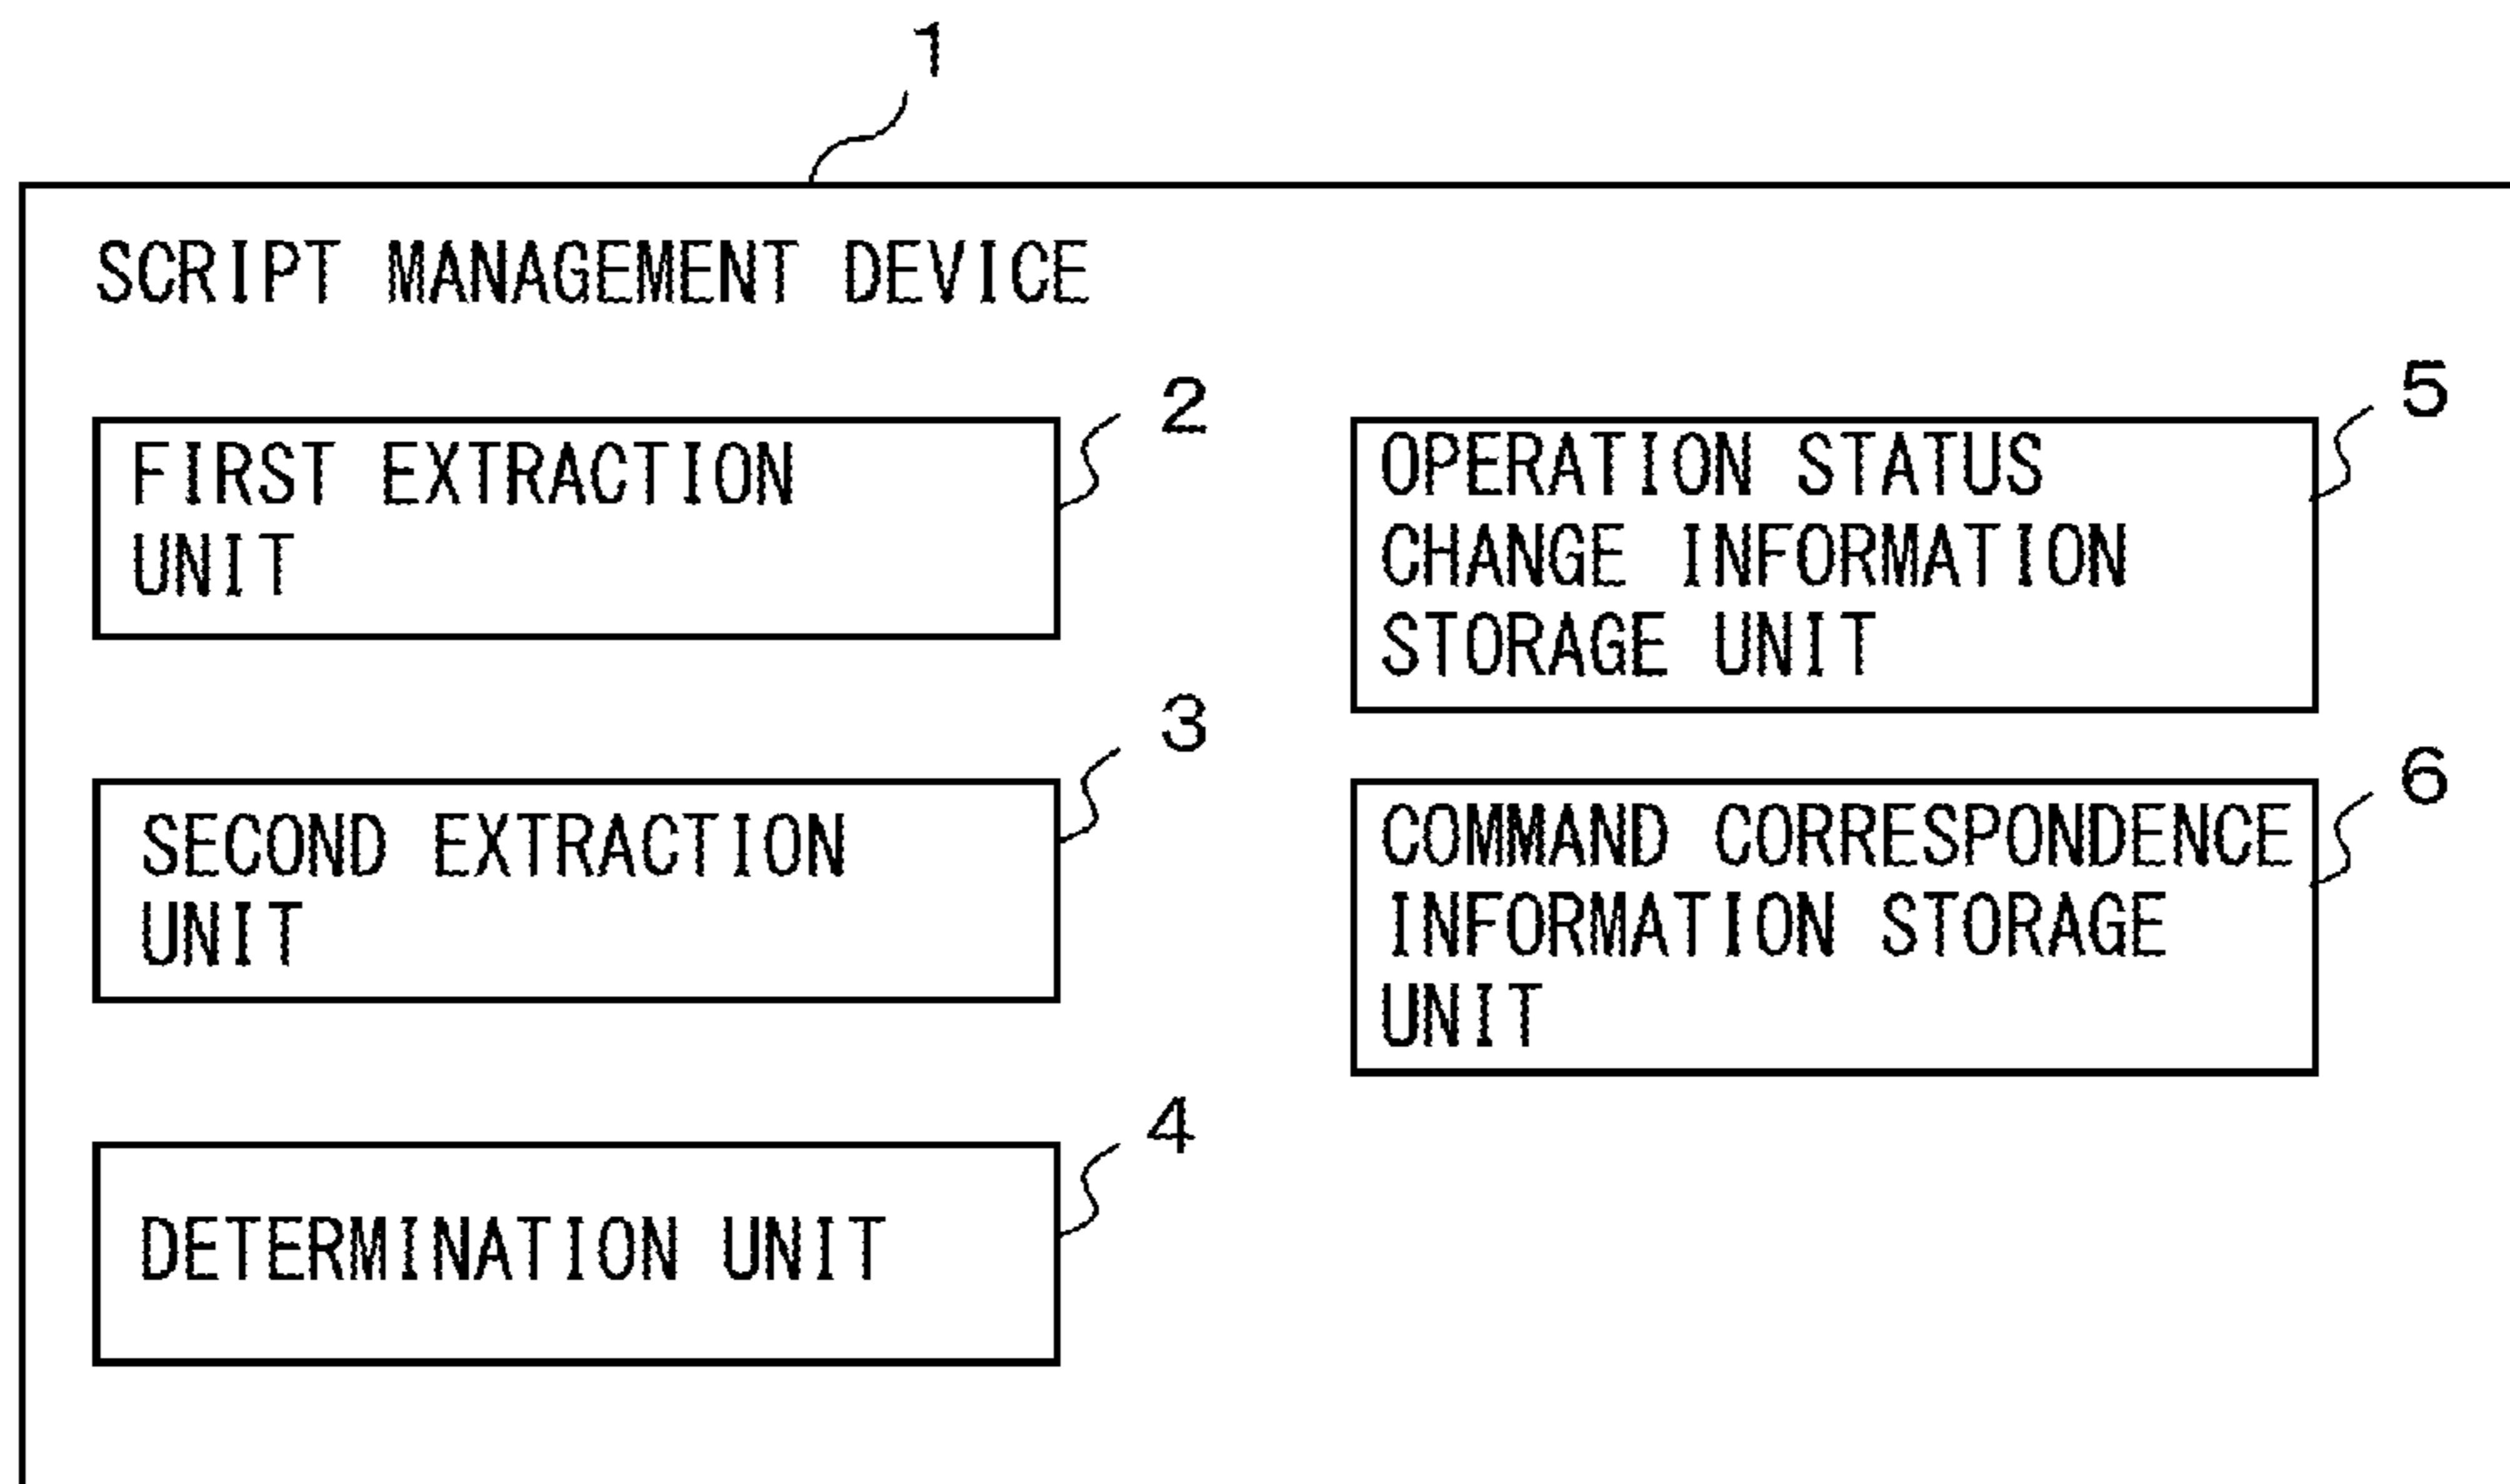 1
SCRIPT MANAGEMENT DEVICE
2
FIRST EXTRACTION
UNIT
3
SECOND EXTRACTION
UNIT
4
DETERMINATION UNIT
5
OPERATION STATUS
CHANGE INFORMATION
STORAGE UNIT
6
COMMAND CORRESPONDENCE
INFORMATION STORAGE
UNIT